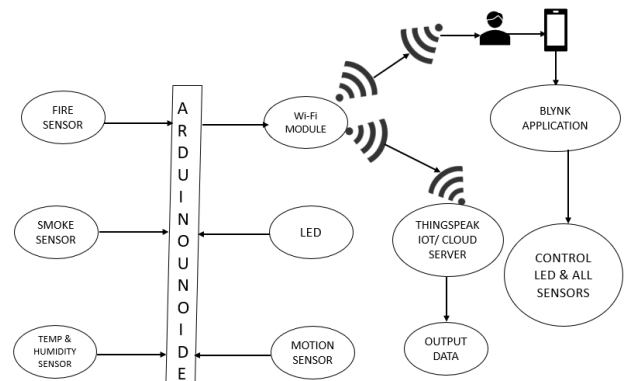 FIRE
SENSOR
SMOKE
SENSOR
TEMP &
HUMIDITY
SENSOR
A
R
D
U
I
N
O
U
N
O
I
D
E
Wi-Fi
MODULE
LED
MOTION
SENSOR
THINGSPEAK
IOT/ CLOUD
SERVER
OUTPUT
DATA
BLYNK
APPLICATION
CONTROL
LED & ALL
SENSORS